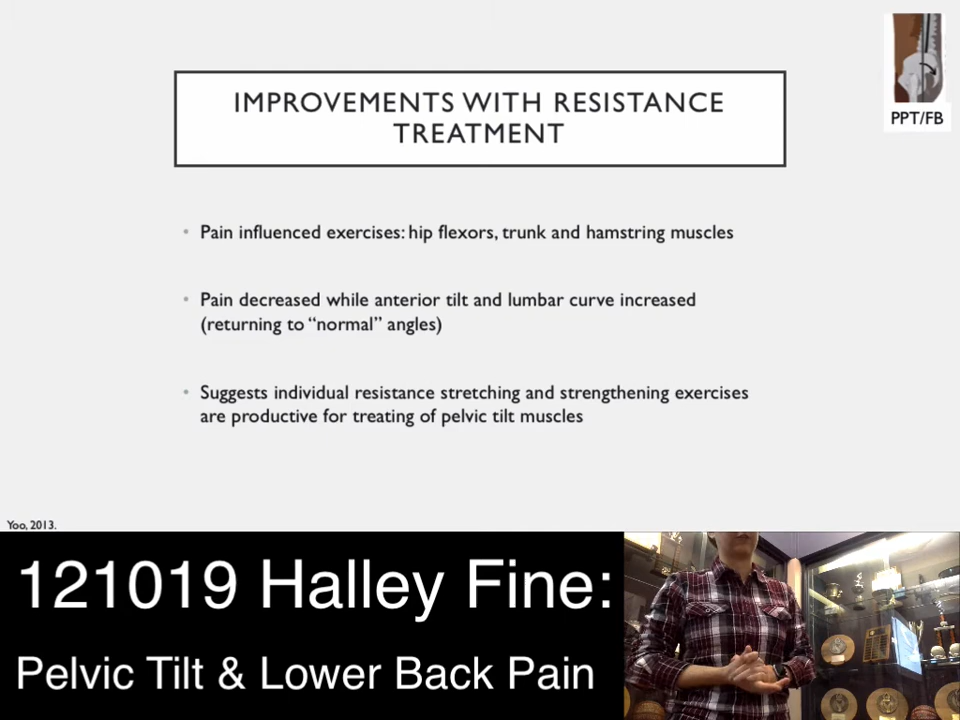 IMPROVEMENTS WITH RESISTANCE
TREATMENT
PPT/FB
• Pain influenced exercises: hip flexors, trunk and hamstring muscles
• Pain decreased while anterior tilt and lumbar curve increased
(returning to “normal” angles)
• Suggests individual resistance stretching and strengthening exercises
are productive for treating of pelvic tilt muscles
Yoo, 2013.
121019 Halley Fine:
Pelvic Tilt & Lower Back Pain